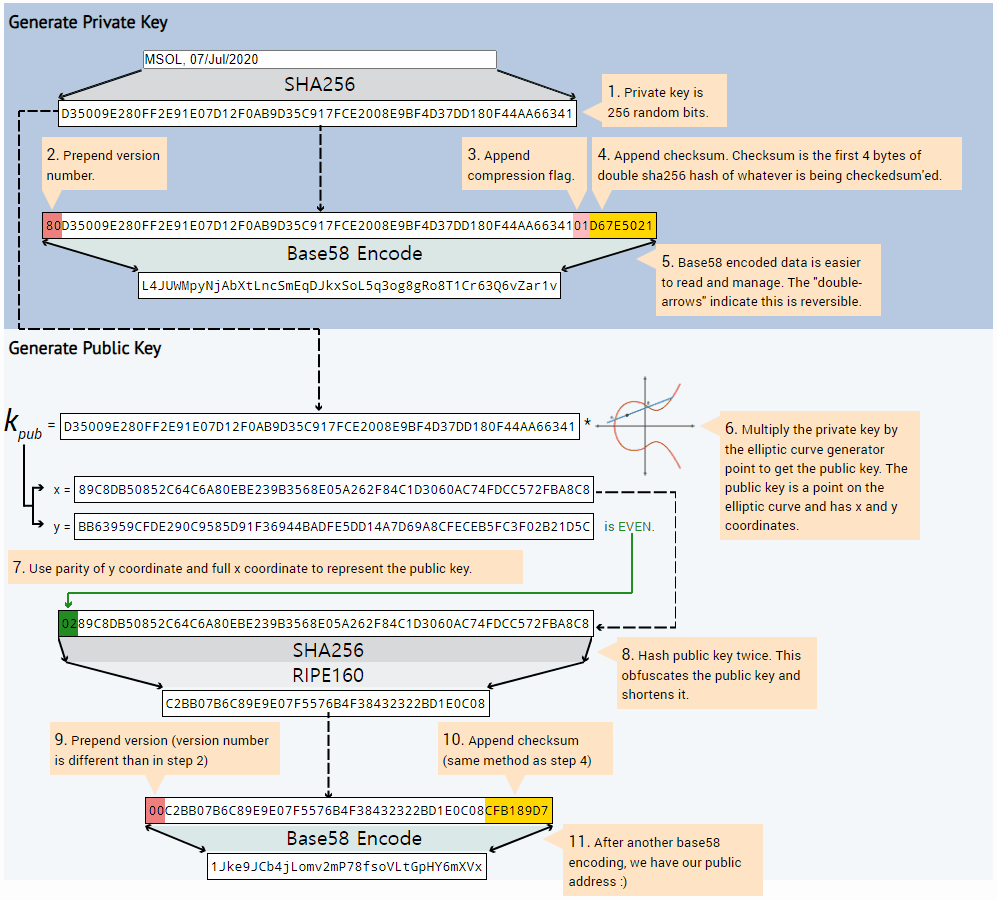 Generate Private Key
MSOL, 07/Jul/2020
SHA256
D35009E280FF2E91E07D12F0AB9D35C917FCE2008E9BF4D37DD180F44AA66341
1. Private key is
256 random bits.
2. Prepend version
number.
3. Append
compression flag.
4. Append checksum. Checksum is the first 4 bytes of
double sha256 hash of whatever is being checkedsum'ed.
80D35009E280FF2E91E07D12F0AB9D35C917FCE2008E9BF4D37DD180F44AA6634101D67E5021
Base58 Encode
L4JUWMpyNjAbXtLncSmEqDJkxSoL5q3og8gRo8T1Cr63Q6vZar1v
5. Base58 encoded data is easier
to read and manage. The "double-
arrows" indicate this is reversible.
Generate Public Key
k pub = D35009E280FF2E91E07D12F0AB9D35C917FCE2008E9BF4D37DD180F44AA66341 *
6. Multiply the private key by
the elliptic curve generator
point to get the public key. The
public key is a point on the
elliptic curve and has x and y
coordinates.
x = 89C8DB50852C64C6A80EBE239B3568E05A262F84C1D3060AC74FDCC572FBA8C8
y = BB63959CFDE290C9585D91F36944BADFE5DD14A7D69A8CFECEB5FC3F02B21D5C is EVEN.
7. Use parity of y coordinate and full x coordinate to represent the public key.
0289C8DB50852C64C6A80EBE239B3568E05A262F84C1D3060AC74FDCC572FBA8C8
SHA256
RIPE160
8. Hash public key twice. This
obfuscates the public key and
shortens it.
C2BB07B6C89E9E07F5576B4F38432322BD1E0C08
9. Prepend version (version number
is different than in step 2)
10. Append checksum
(same method as step 4)
00C2BB07B6C89E9E07F5576B4F38432322BD1E0C08CFB189D7
Base58 Encode
1Jke9JCb4jLomv2mP78fsoVLtGpHY6mXVx
11. After another base58
encoding, we have our public
address :)